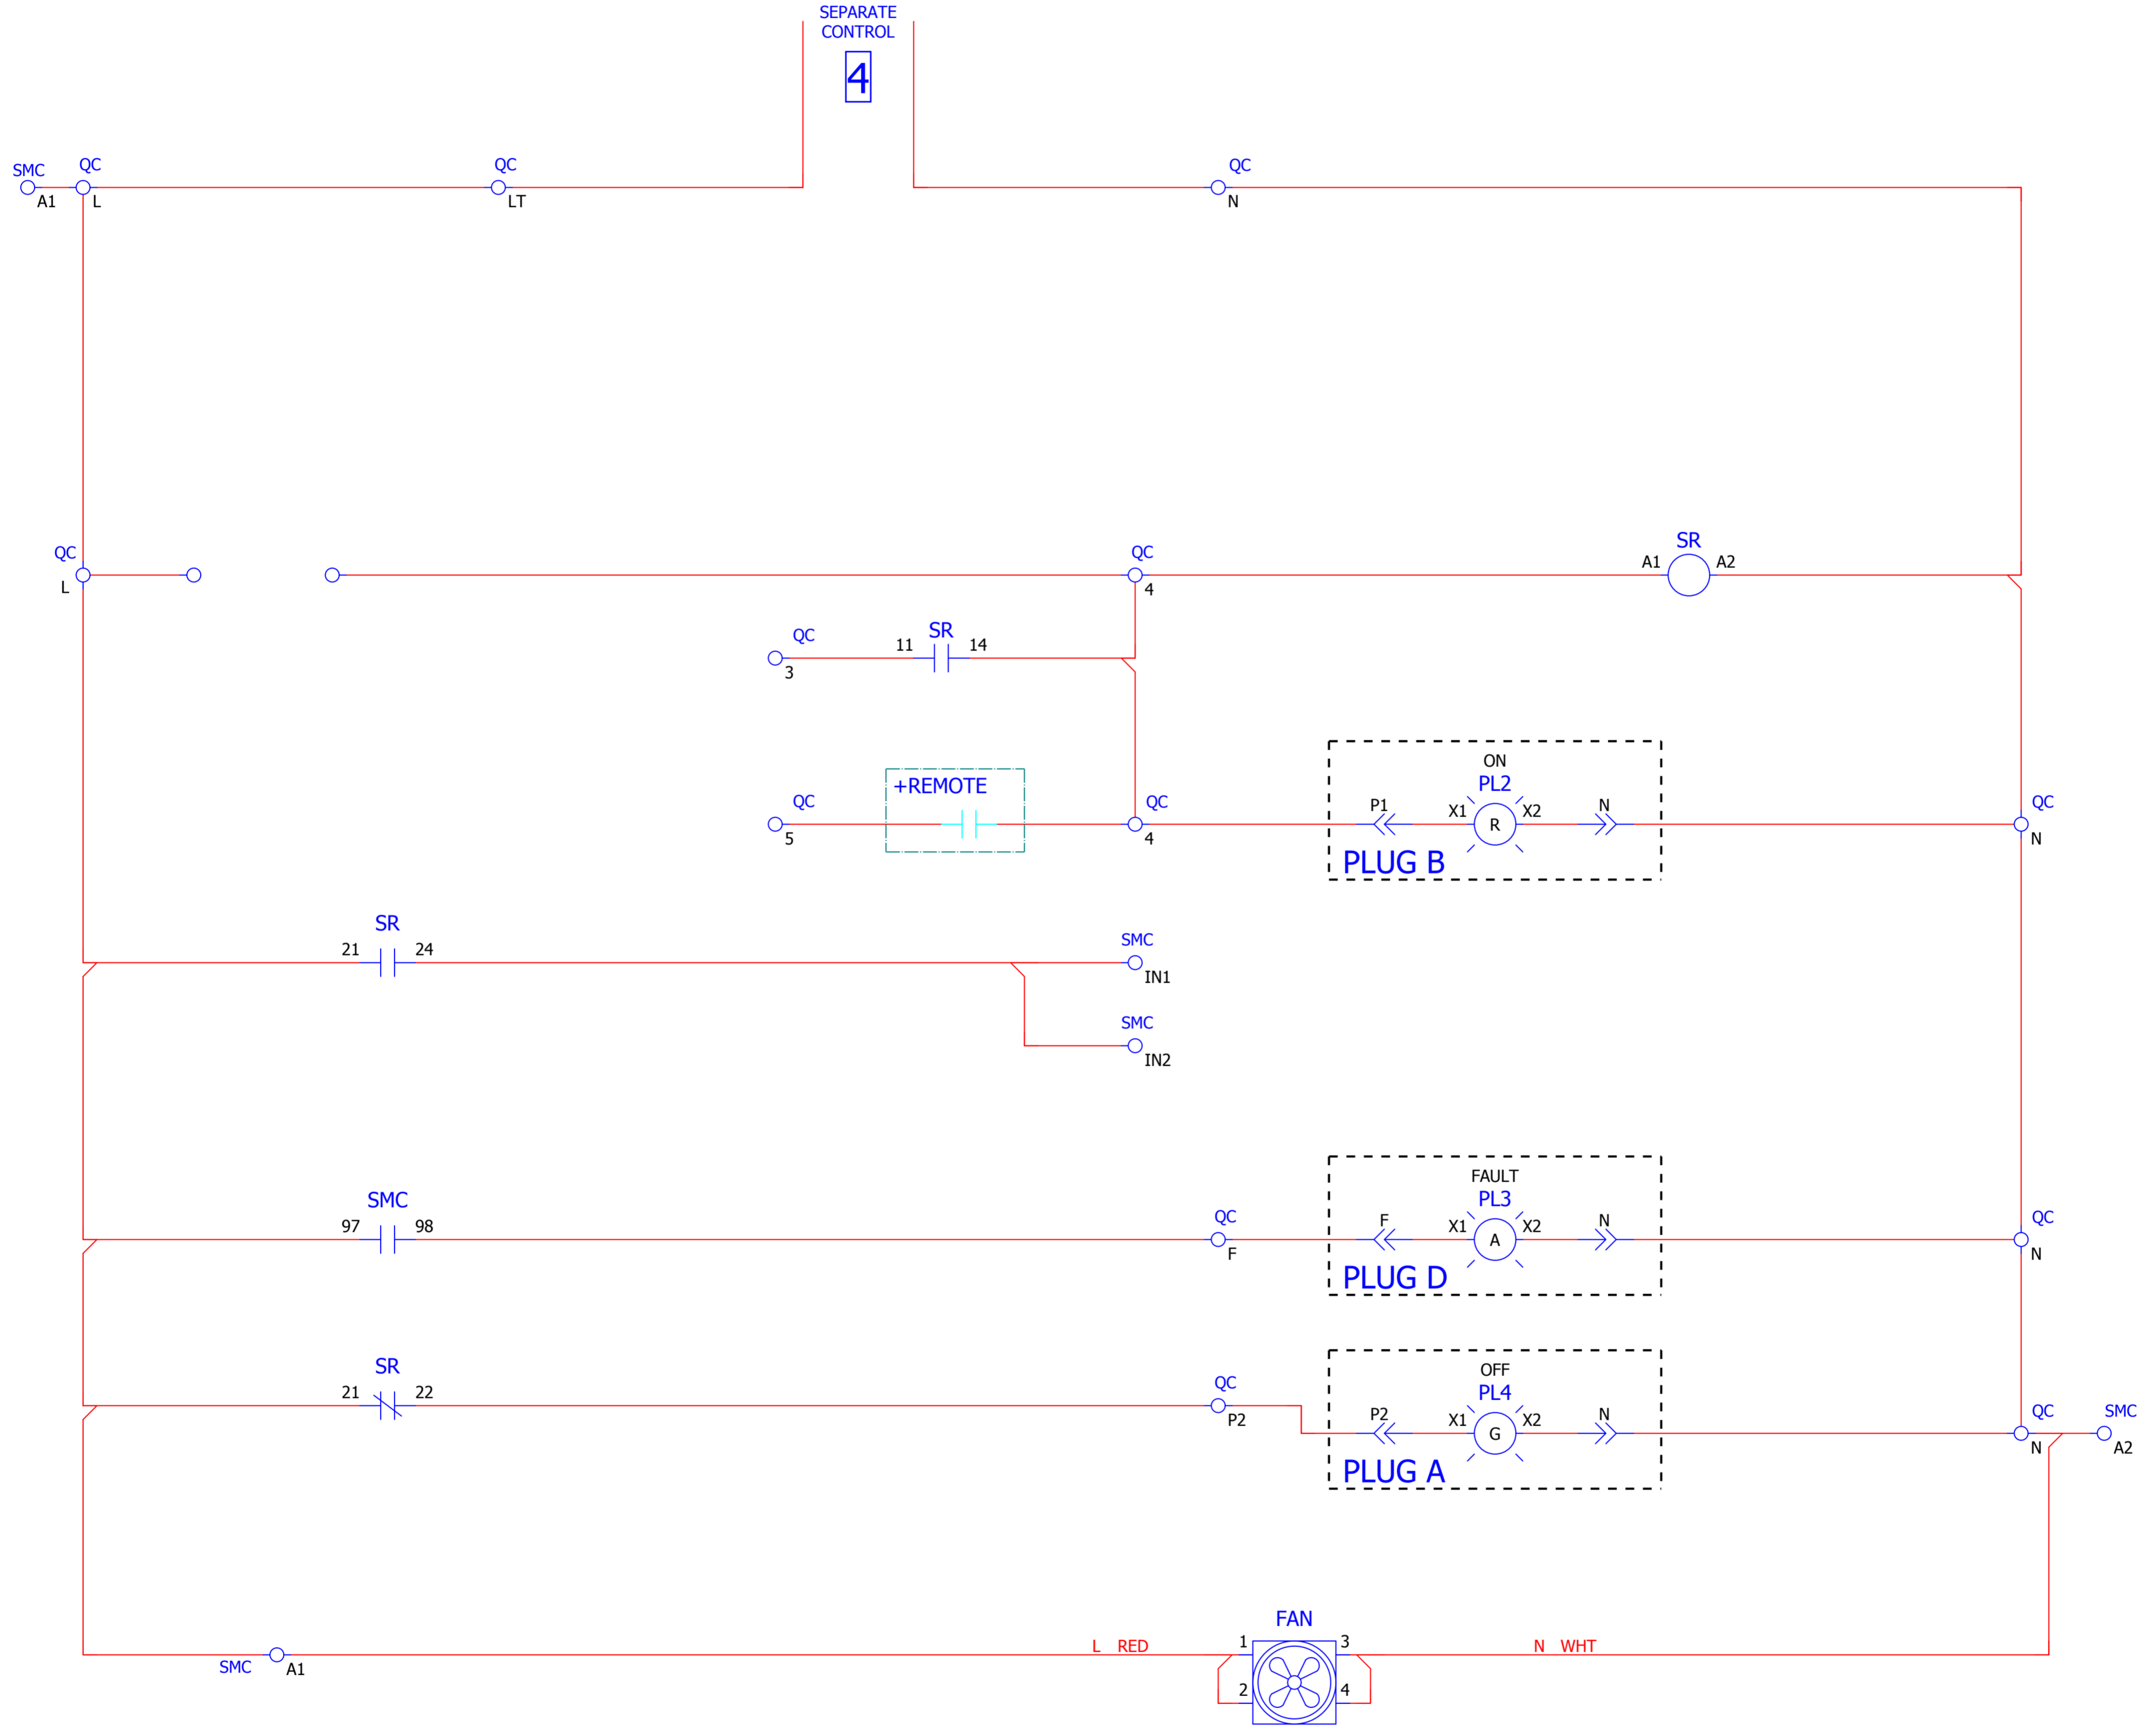 SEPARATE
CONTROL
4
SMC
A1
QC
L
QC
LT
QC
N
QC
L
QC
4
A1
SR
A2
QC
3
11
SR
14
QC
5
+REMOTE
QC
4
ON
PL2
P1
X1
R
X2
N
PLUG B
QC
N
SR
21
24
SMC
IN1
SMC
IN2
SMC
97
98
QC
F
FAULT
PL3
F
X1
A
X2
N
PLUG D
QC
N
SR
21
22
QC
P2
OFF
PL4
P2
X1
G
X2
N
PLUG A
QC
N
SMC
A2
SMC
A1
L RED
FAN
1
3
2
4
N WHT